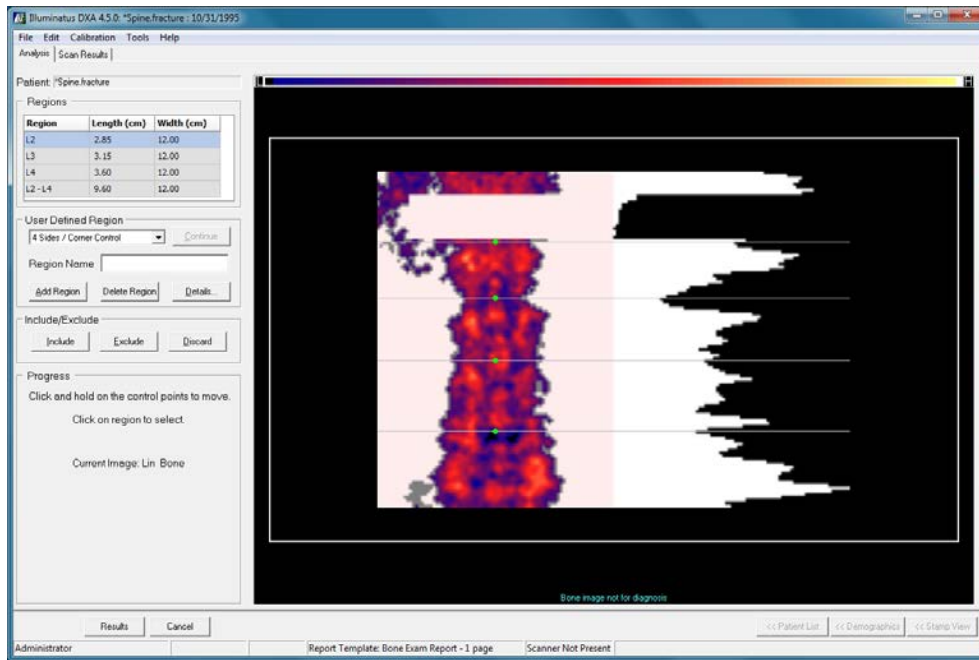 Illuminatus DXA 4.5.0: *Spine.fracture : 10/31/1995
File Edit Calibration Tools Help
Analysis Scan Results
Patient: *Spine.fracture
Regions
Region Length (cm) Width (cm)
L2 2.85 12.00
L3 3.15 12.00
L4 3.60 12.00
L2 - L4 9.60 12.00
User Defined Region
4 Sides / Corner Control Continue
Region Name
Add Region Delete Region Details...
Include/Exclude
Include Exclude Discard
Progress
Click and hold on the control points to move.
Click on region to select.
Current Image: Lin Bone
L H
Bone image not for diagnosis
Results Cancel << Patient List << Demographics << Stamp View
Administrator Report Template: Bone Exam Report - 1 page Scanner Not Present